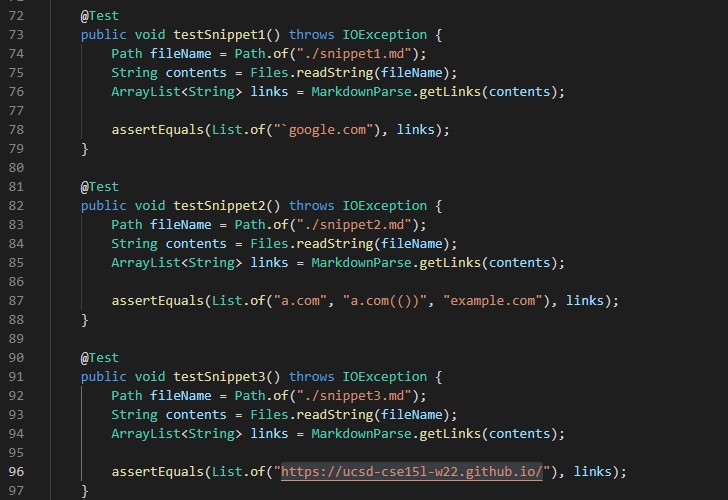 72 @Test
73 public void testSnippet1() throws IOException {
74 Path fileName = Path.of("./snippet1.md");
75 String contents = Files.readString(fileName);
76 ArrayList<String> links = MarkdownParse.getLinks(contents);
77
78 assertEquals(List.of("`google.com"), links);
79 }
80
81 @Test
82 public void testSnippet2() throws IOException {
83 Path fileName = Path.of("./snippet2.md");
84 String contents = Files.readString(fileName);
85 ArrayList<String> links = MarkdownParse.getLinks(contents);
86
87 assertEquals(List.of("a.com", "a.com(())", "example.com"), links);
88 }
89
90 @Test
91 public void testSnippet3() throws IOException {
92 Path fileName = Path.of("./snippet3.md");
93 String contents = Files.readString(fileName);
94 ArrayList<String> links = MarkdownParse.getLinks(contents);
95
96 assertEquals(List.of("https://ucsd-cse15l-w22.github.io/"), links);
97 }